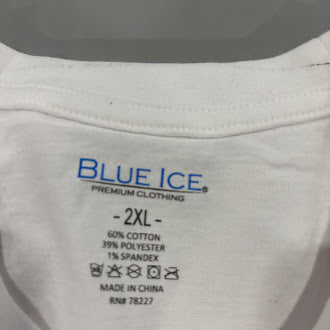 BLUE ICE®
PREMIUM CLOTHING
- 2XL -
60% COTTON
39% POLYESTER
1% SPANDEX
MADE IN CHINA
RN# 78227